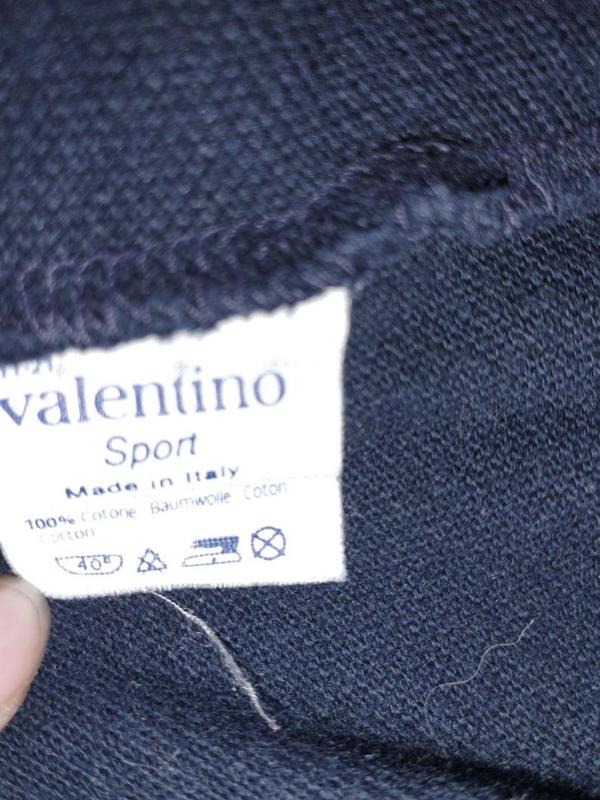 valentino
Sport
Made in Italy
100% Cotone Baumwolle Coton
Cotton
40°